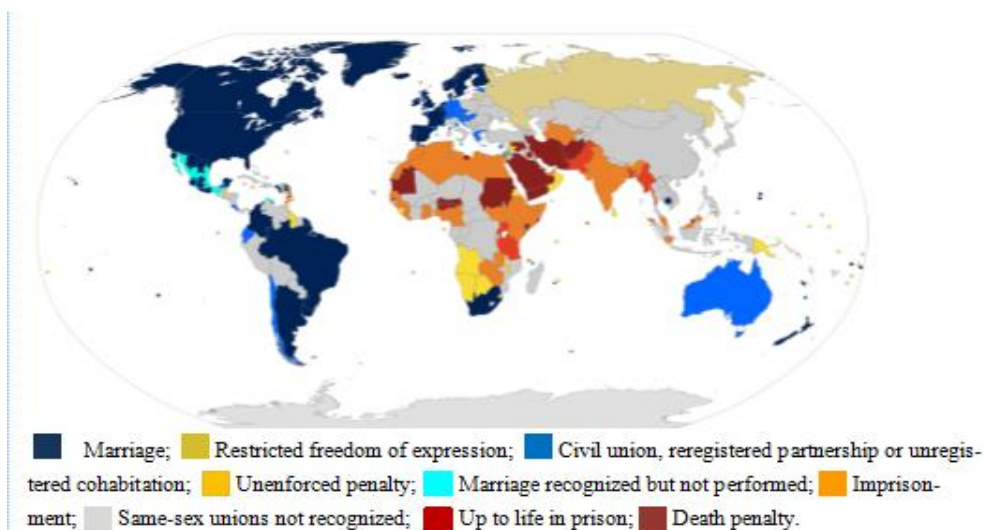 Marriage; Restricted freedom of expression; Civil union, reregistered partnership or unregis-
tered cohabitation; Unenforced penalty; Marriage recognized but not performed; Imprison-
ment; Same-sex unions not recognized; Up to life in prison; Death penalty.